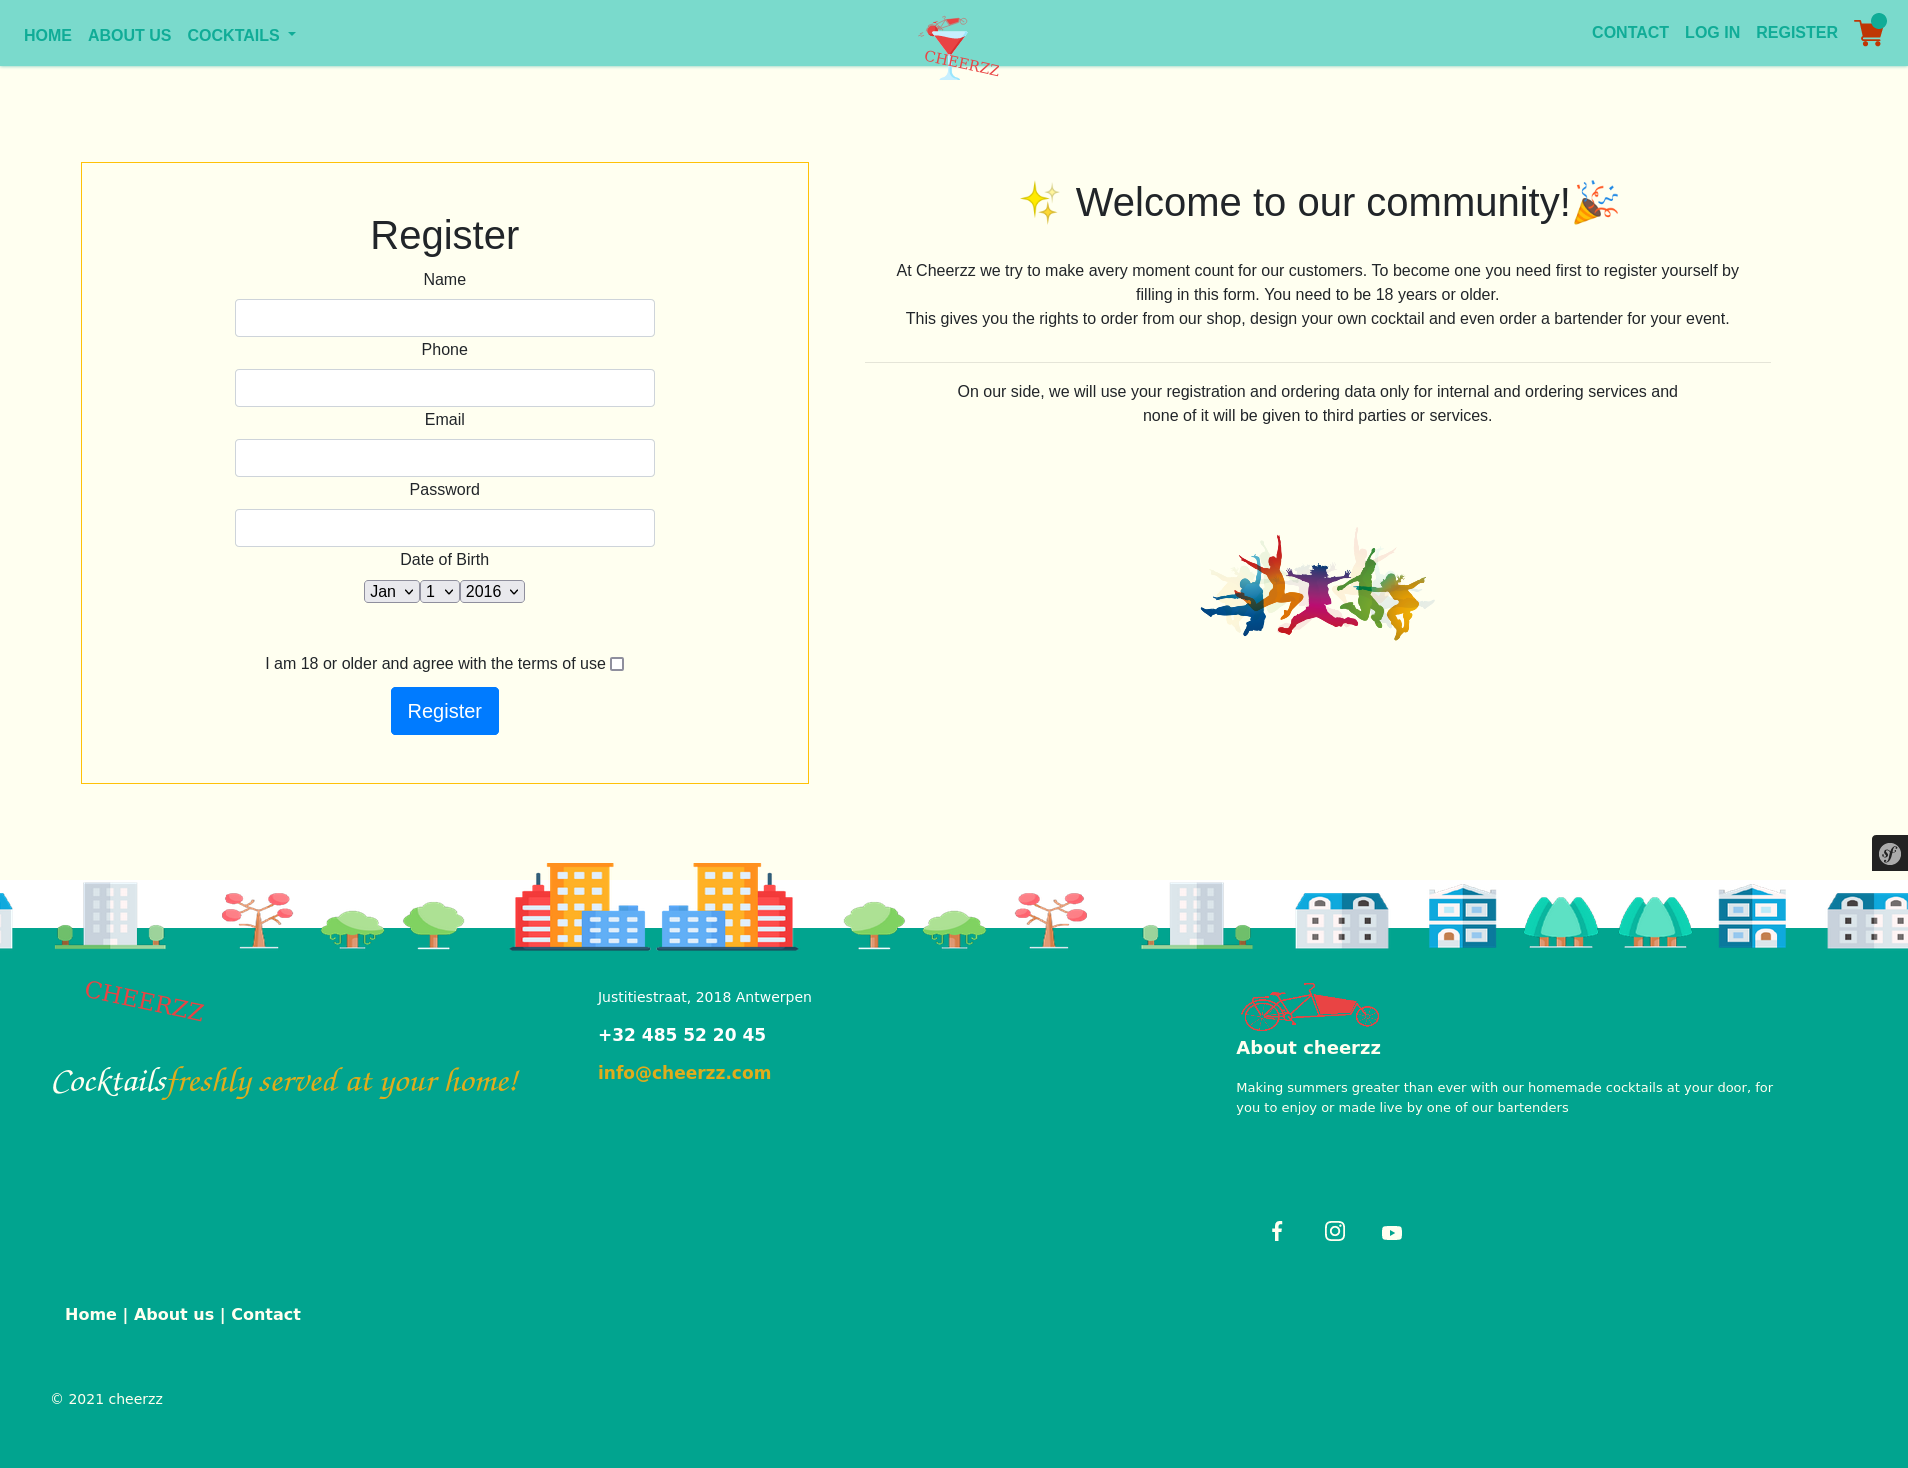 HOME ABOUT US COCKTAILS
CHEERZZ
CONTACT LOG IN REGISTER
Register
Name
Phone
Email
Password
Date of Birth
Jan 1 2016
I am 18 or older and agree with the terms of use
Register
✨ Welcome to our community!🎉
At Cheerzz we try to make avery moment count for our customers. To become one you need first to register yourself by
filling in this form. You need to be 18 years or older.
This gives you the rights to order from our shop, design your own cocktail and even order a bartender for your event.
On our side, we will use your registration and ordering data only for internal and ordering services and
none of it will be given to third parties or services.
sf
CHEERZZ
Cocktailsfreshly served at your home!
Justitiestraat, 2018 Antwerpen
+32 485 52 20 45
info@cheerzz.com
About cheerzz
Making summers greater than ever with our homemade cocktails at your door, for
you to enjoy or made live by one of our bartenders
Home | About us | Contact
© 2021 cheerzz